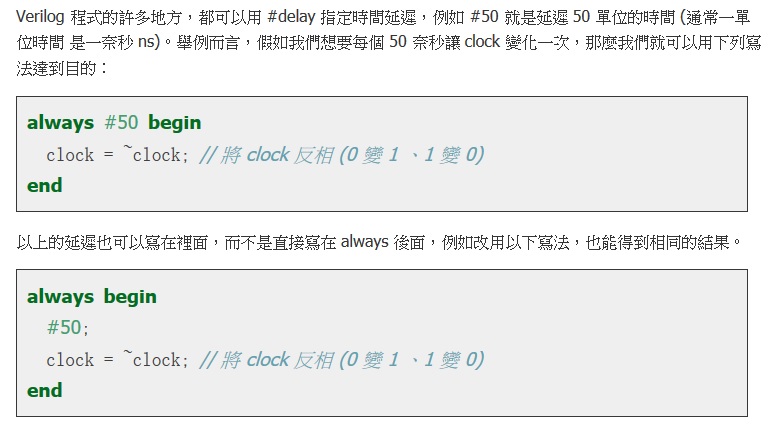 Verilog 程式的許多地方，都可以用 #delay 指定時間延遲，例如 #50 就是延遲 50 單位的時間 (通常一單
位時間 是一奈秒 ns)。舉例而言，假如我們想要每個 50 奈秒讓 clock 變化一次，那麼我們就可以用下列寫
法達到目的：
always #50 begin
  clock = ~clock; // 將 clock 反相 (0 變 1 、1 變 0)
end
以上的延遲也可以寫在裡面，而不是直接寫在 always 後面，例如改用以下寫法，也能得到相同的結果。
always begin
  #50;
  clock = ~clock; // 將 clock 反相 (0 變 1 、1 變 0)
end